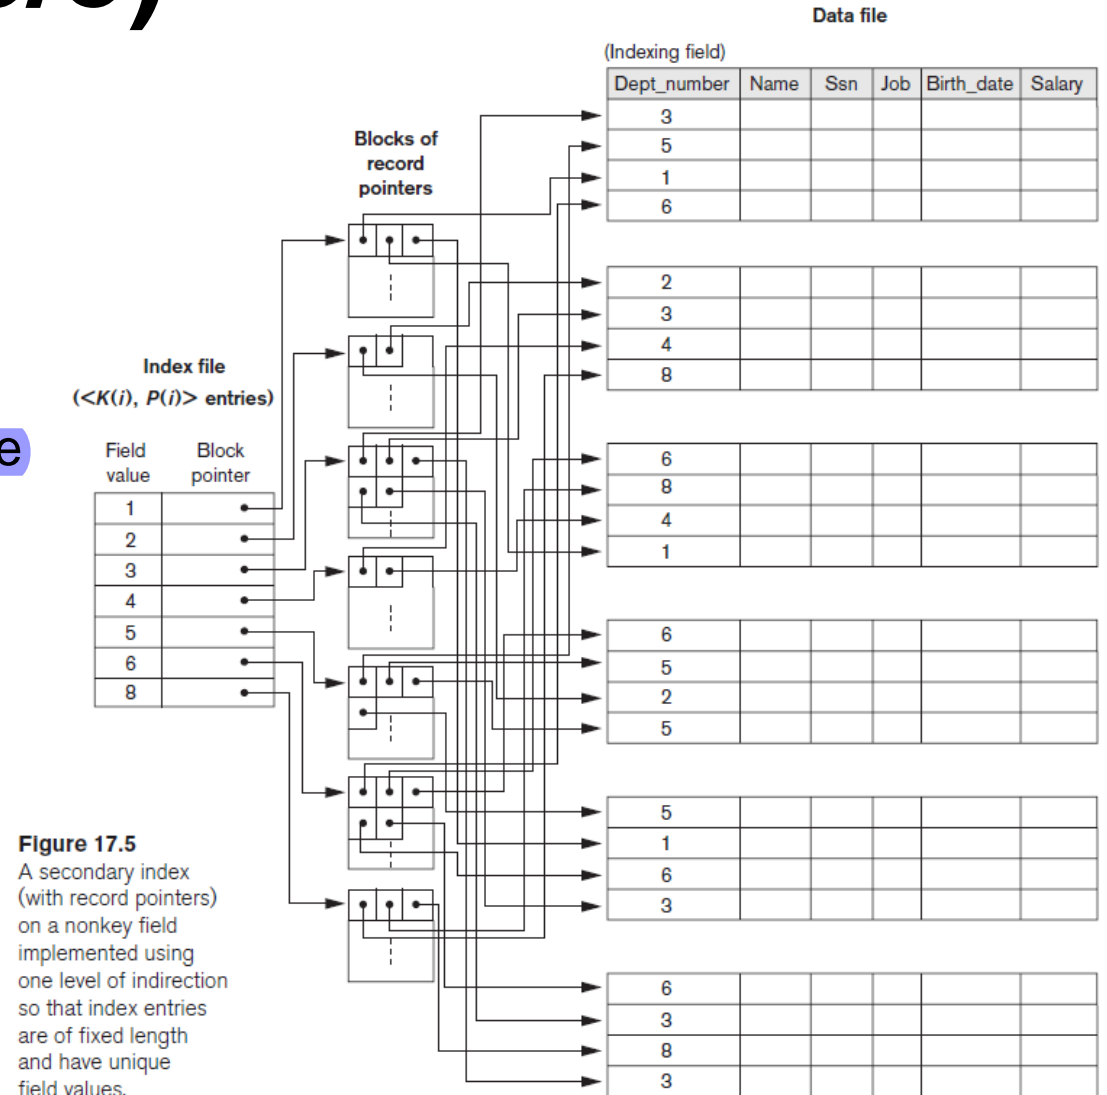 Data file
(Indexing field)
Dept_number Name Ssn Job Birth_date Salary
3
5
1
6
2
3
4
8
6
8
4
1
6
5
2
5
5
1
6
3
6
3
8
3
Blocks of
record
pointers
Index file
(<K(i), P(i)> entries)
Field Block
value pointer
1
2
3
4
5
6
8
Figure 17.5
A secondary index
(with record pointers)
on a nonkey field
implemented using
one level of indirection
so that index entries
are of fixed length
and have unique
field values.